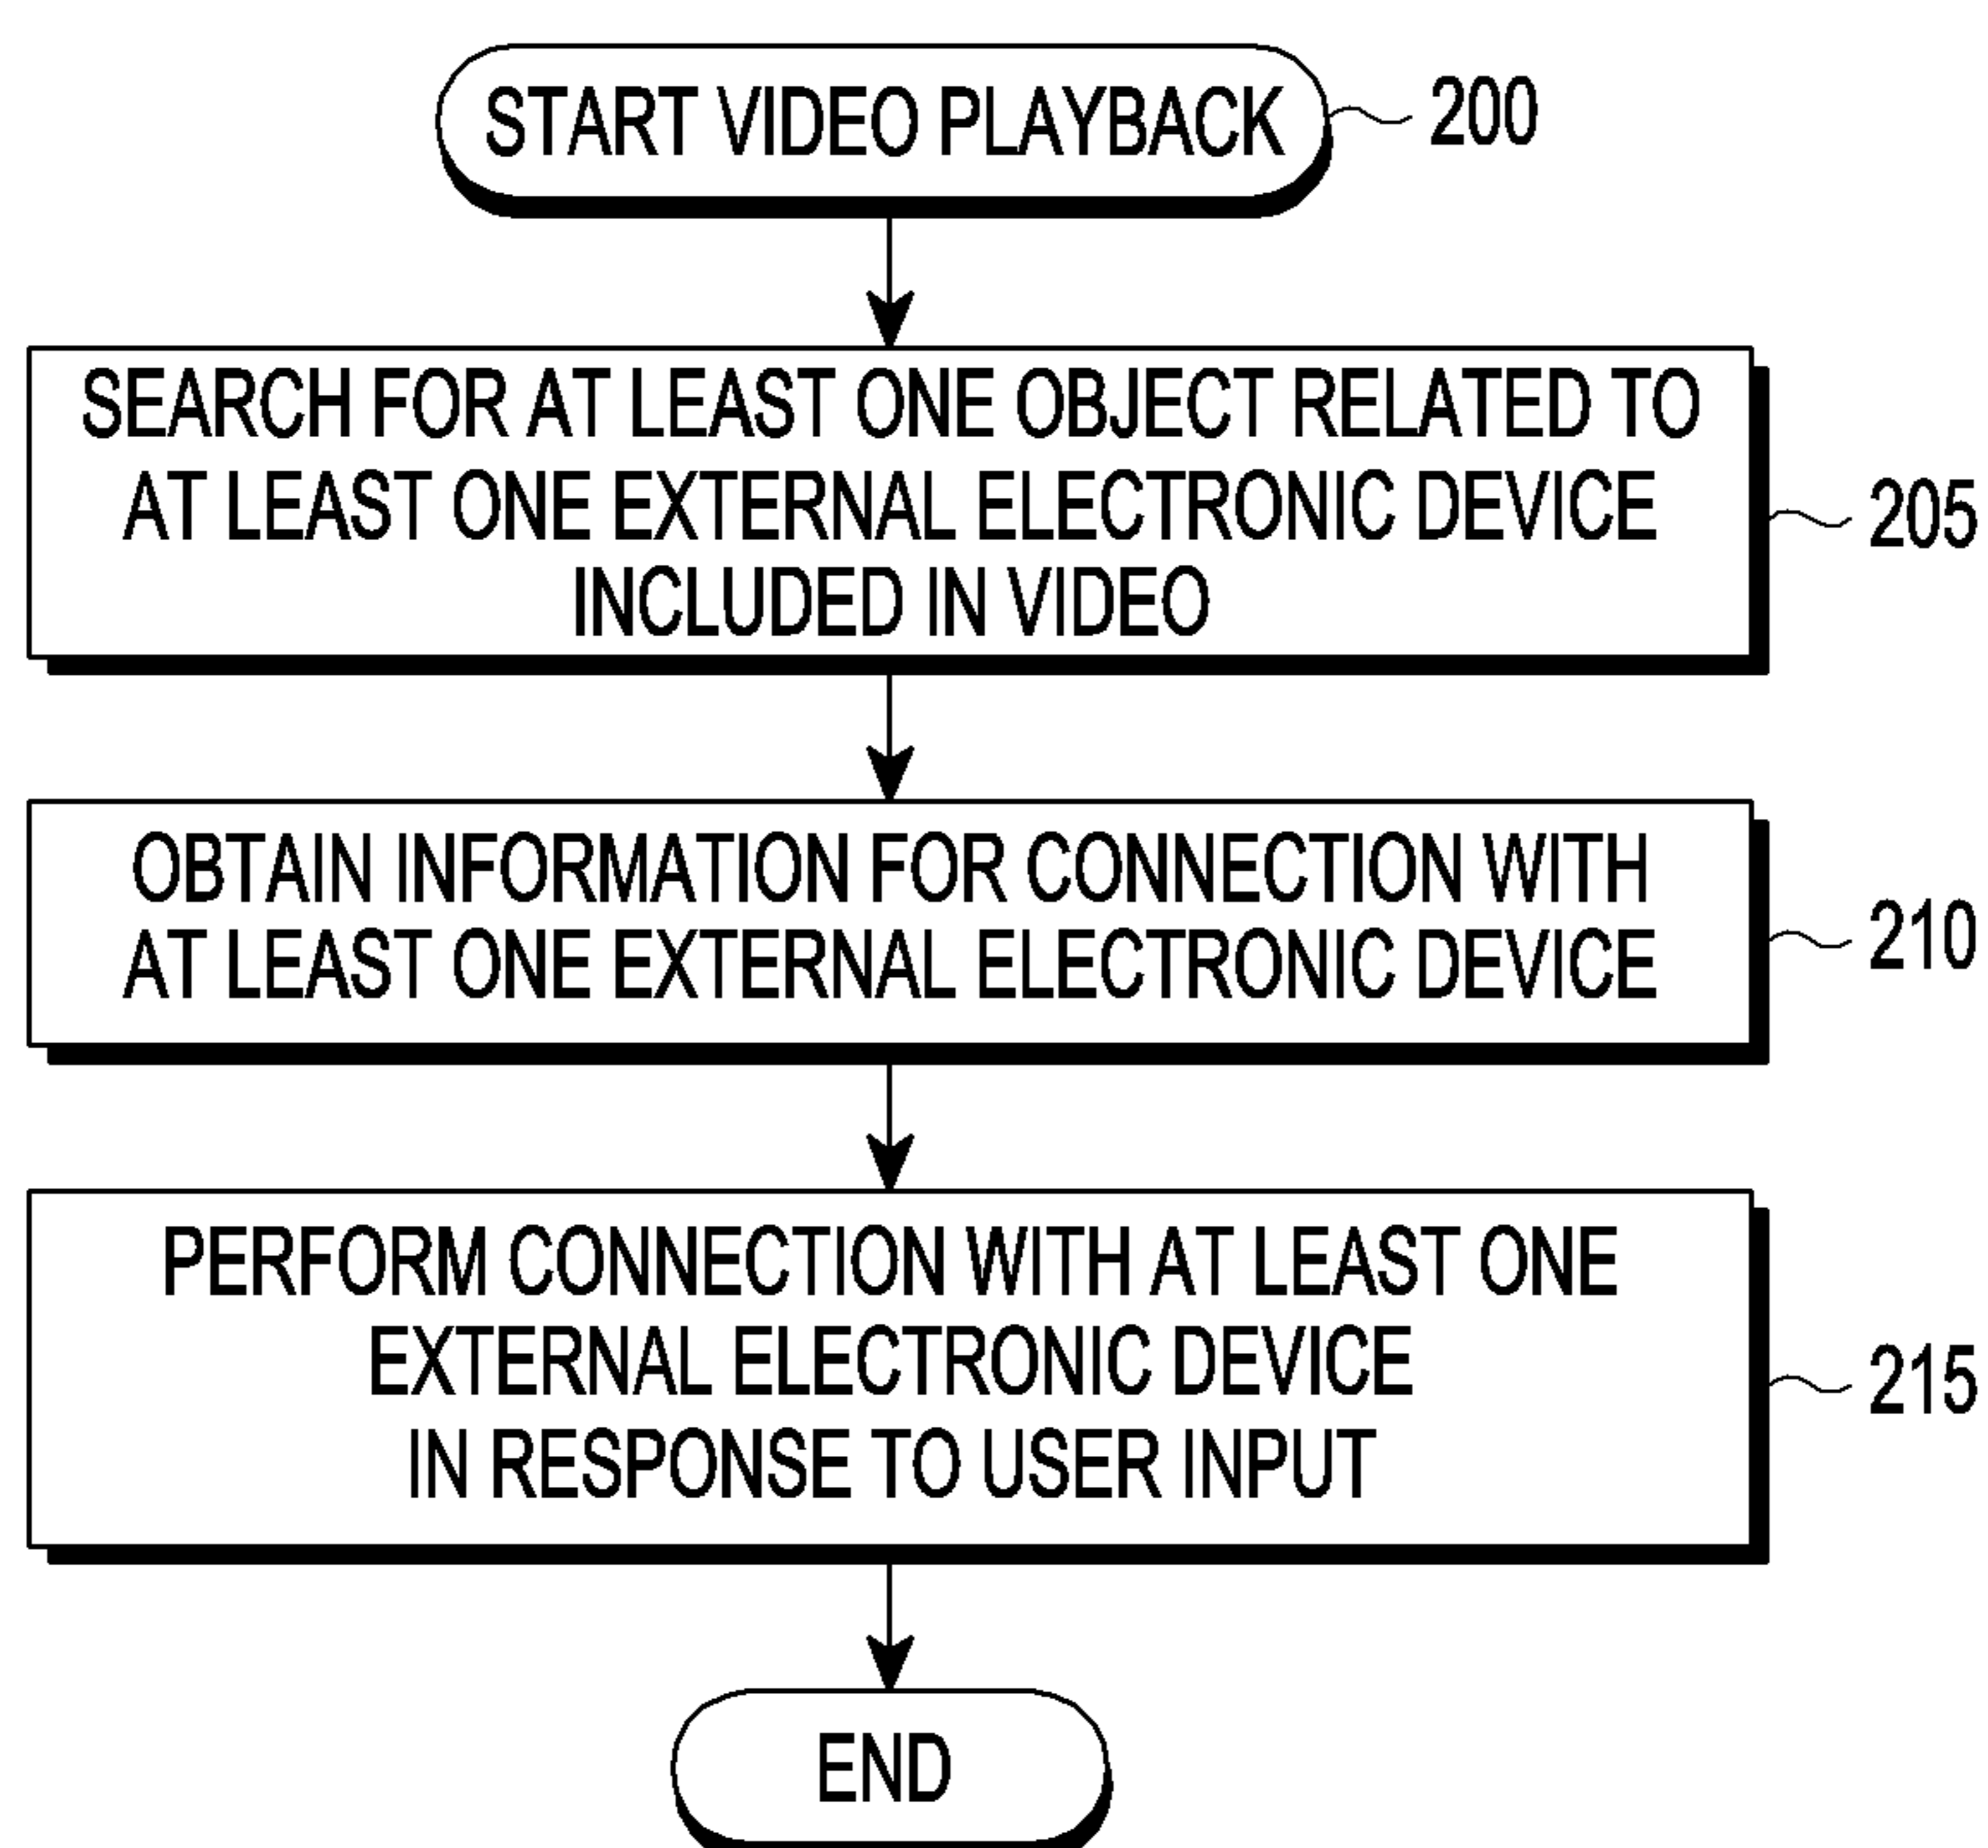 START VIDEO PLAYBACK
200
SEARCH FOR AT LEAST ONE OBJECT RELATED TO
AT LEAST ONE EXTERNAL ELECTRONIC DEVICE
INCLUDED IN VIDEO
205
OBTAIN INFORMATION FOR CONNECTION WITH
AT LEAST ONE EXTERNAL ELECTRONIC DEVICE
210
PERFORM CONNECTION WITH AT LEAST ONE
EXTERNAL ELECTRONIC DEVICE
IN RESPONSE TO USER INPUT
215
END